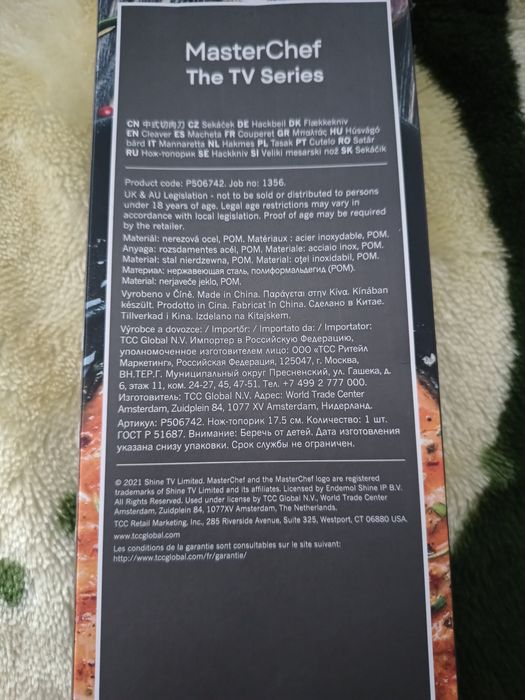 MasterChef
The TV Series
CN 中式切肉刀 CZ Sekáček DE Hackbeil DK Flækkekniv
EN Cleaver ES Macheta FR Couperet GR Μπαλτάς HU Húsvágó
bárd IT Mannaretta NL Hakmes PL Tasak PT Cutelo RO Satâr
RU Нож-топорик SE Hackkniv SI Veliki mesarski nož SK Sekáčik
Product code: P506742. Job no: 1356.
UK & AU Legislation - not to be sold or distributed to persons
under 18 years of age. Legal age restrictions may vary in
accordance with local legislation. Proof of age may be required
by the retailer.
Materiál: nerezová ocel, POM. Matériaux : acier inoxydable, POM.
Anyaga: rozsdamentes acél, POM. Materiale: acciaio inox, POM.
Materiał: stal nierdzewna, POM. Material: oțel inoxidabil, POM.
Материал: нержавеющая сталь, полиформальдегид (POM).
Material: nerjaveče jeklo, POM.
Vyrobeno v Číně. Made in China. Παράγεται στην Κίνα. Kínában
készült. Prodotto in Cina. Fabricat în China. Сделано в Китае.
Tillverkad i Kina. Izdelano na Kitajskem.
Výrobce a dovozce: / Importőr: / Importato da: / Importator:
TCC Global N.V. Импортер в Российскую Федерацию,
уполномоченное изготовителем лицо: ООО «ТСС Ритейл
Маркетинг», Российская Федерация, 125047, г. Москва,
ВН.ТЕР.Г. Муниципальный округ Пресненский, ул. Гашека, д.
6, этаж 11, ком. 24-27, 45, 47-51. Тел. +7 499 2 777 000.
Изготовитель: TCC Global N.V. Адрес: World Trade Center
Amsterdam, Zuidplein 84, 1077 XV Amsterdam, Нидерланд.
Артикул: P506742. Нож-топорик 17.5 см. Количество: 1 шт.
ГОСТ Р 51687. Внимание: Беречь от детей. Дата изготовления
указана снизу упаковки. Срок службы не ограничен.
© 2021 Shine TV Limited. MasterChef and the MasterChef logo are registered
trademarks of Shine TV Limited and its affiliates. Licensed by Endemol Shine IP B.V.
All Rights Reserved. Used under license by TCC Global N.V., World Trade Center
Amsterdam, Zuidplein 84, 1077XV Amsterdam, The Netherlands.
TCC Retail Marketing, Inc., 285 Riverside Avenue, Suite 325, Westport, CT 06880 USA.
www.tccglobal.com
Les conditions de la garantie sont consultables sur le site suivant:
http://www.tccglobal.com/fr/garantie/